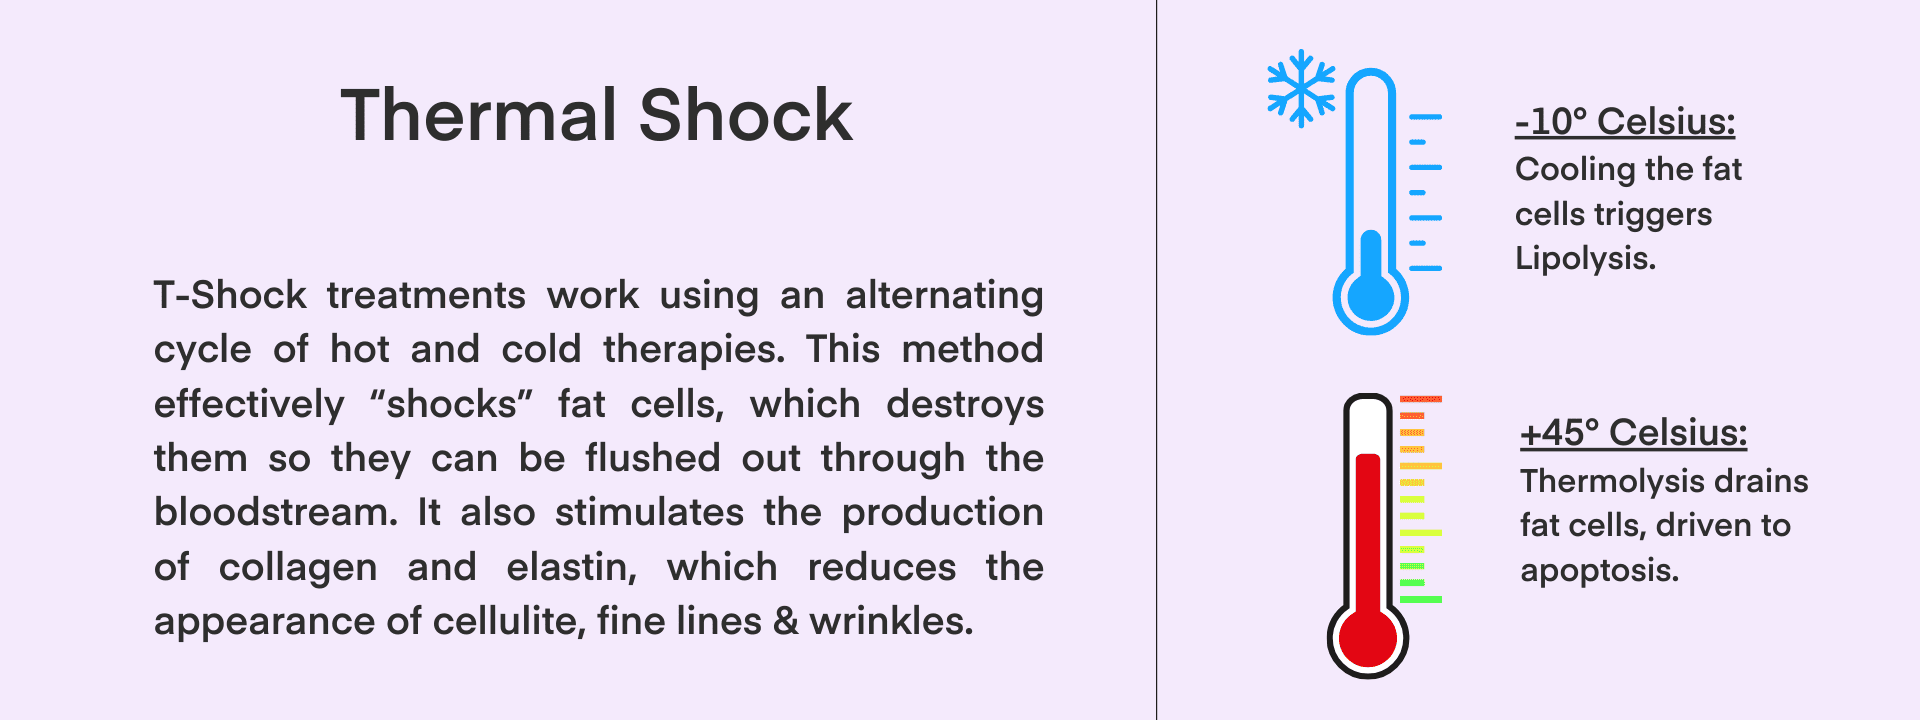 Thermal Shock
T-Shock treatments work using an alternating
cycle of hot and cold therapies. This method
effectively “shocks” fat cells, which destroys
them so they can be flushed out through the
bloodstream. It also stimulates the production
of collagen and elastin, which reduces the
appearance of cellulite, fine lines & wrinkles.
-10° Celsius:
Cooling the fat
cells triggers
Lipolysis.
+45° Celsius:
Thermolysis drains
fat cells, driven to
apoptosis.